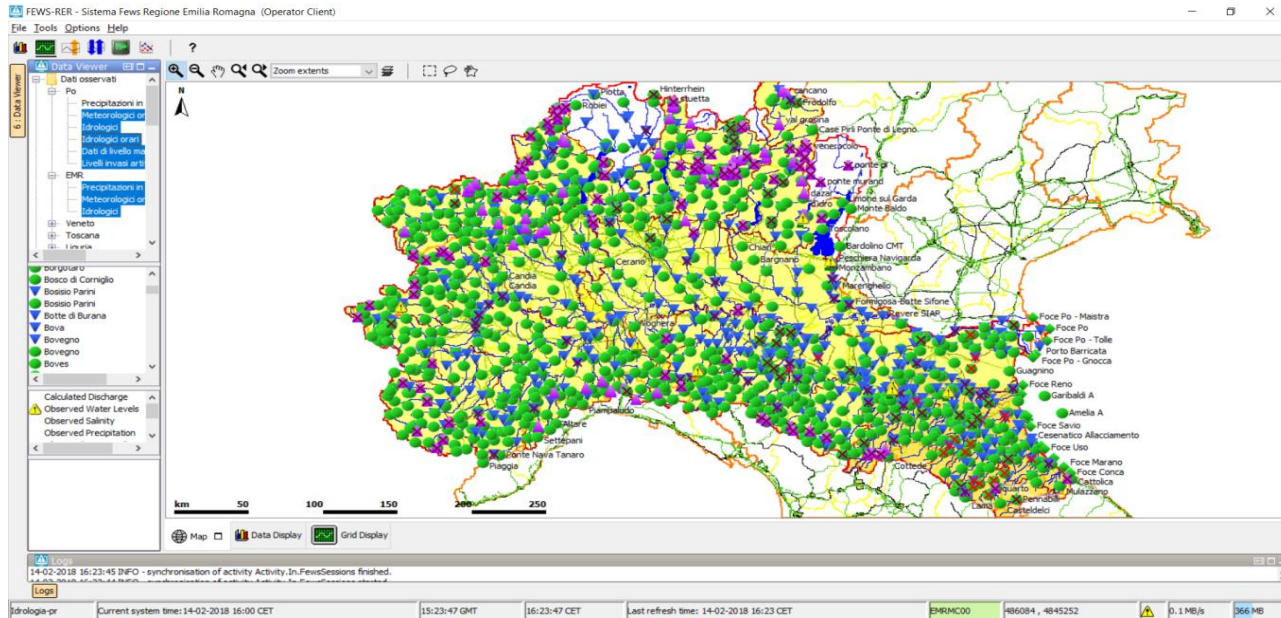 FEWS-RER - Sistema Fews Regione Emilia Romagna (Operator Client)
File Tools Options Help
?
6 : Data Viewer
Data Viewer
Zoom extents
Dati osservati
Po
Precipitazioni in
Meteorologici or
Idrologici
Idrologici orari
Dati di livello ma
Livelli invasi arti
EMR
Precipitazioni in
Meteorologici or
Idrologici
Veneto
Toscana
Liguria
Borgotaro
Bosco di Corniglio
Bosisio Parini
Bosisio Parini
Botte di Burana
Bova
Bovegno
Bovegno
Boves
Calculated Discharge
Observed Water Levels
Observed Salinity
Observed Precipitation
N
Piotta
Robiei
Hinterrhein
stuetta
cancano
Frodolfo
val grosina
Case Pirli Ponte di Legno
venerocolo
ponte murand
Limone sul Garda
Monte Baldo
Toscolano
Bardolino CMT
Peschiera Navigarda
Monzambano
Marenghello
Formigosa-Botte Sifone
Revere SIAP
Chiari
Bargnano
Cerano
Candia
Candia
Voghera
Foce Po - Maistra
Foce Po
Foce Po - Tolle
Porto Barricata
Foce Po - Gnocca
Guagnino
Foce Reno
Garibaldi A
Amelia A
Foce Savio
Cesenatico Allacciamento
Foce Uso
Foce Marano
Foce Conca
Cattolica
Mulazzano
Pennabilli
Casteldelci
Lama
Cottede
Piampaludo
Altare
Settepani
Ponte Nava Tanaro
Piaggia
km 50 100 150 200 250
Map Data Display Grid Display
Logs
14-02-2018 16:23:45 INFO - synchronisation of activity Activity.In.FewsSessions finished.
Logs
Idrologia-pr Current system time:14-02-2018 16:00 CET 15:23:47 GMT 16:23:47 CET Last refresh time: 14-02-2018 16:23 CET EMRMC00 486084 , 4845252 0.1 MB/s 366 MB